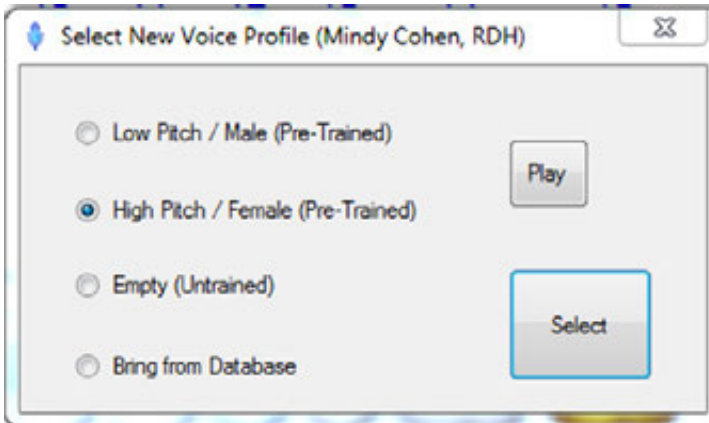 Select New Voice Profile (Mindy Cohen, RDH)
Low Pitch / Male (Pre-Trained)
Play
High Pitch / Female (Pre-Trained)
Empty (Untrained)
Select
Bring from Database